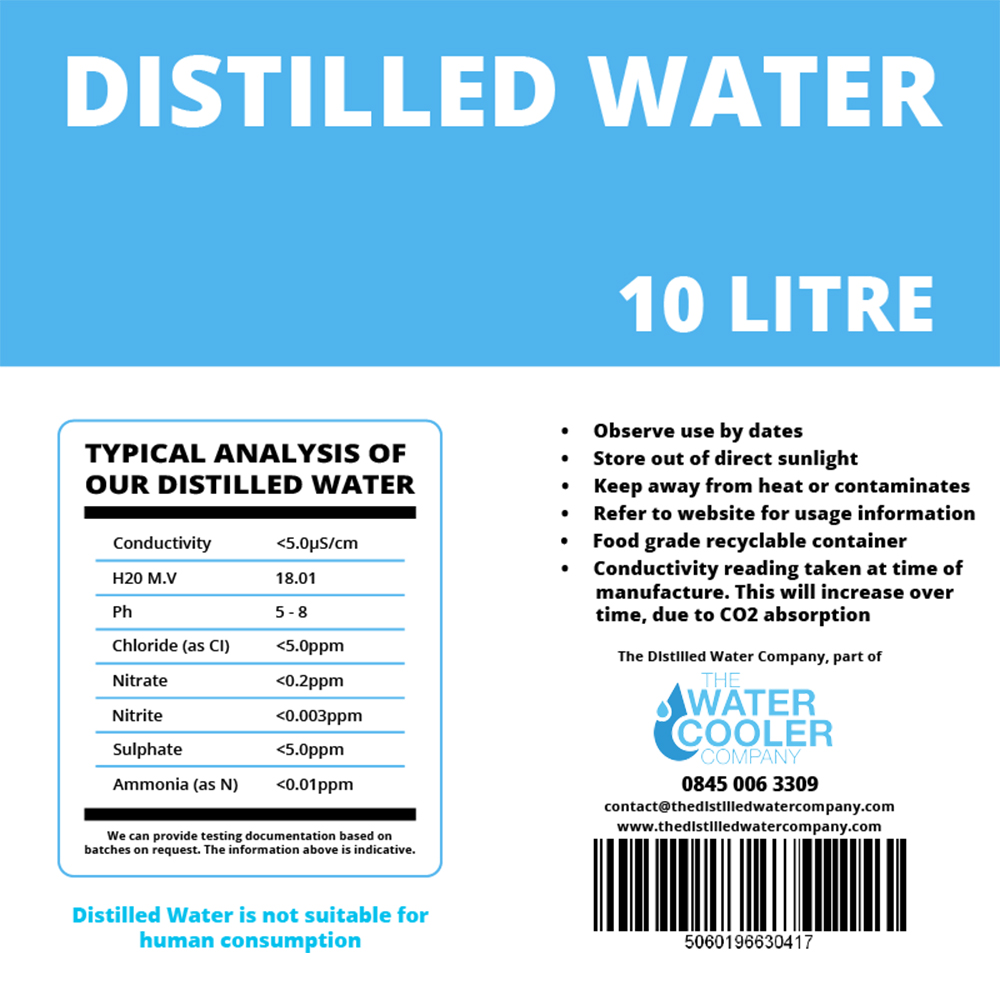 DISTILLED WATER
10 LITRE
TYPICAL ANALYSIS OF
OUR DISTILLED WATER
Conductivity <5.0µS/cm
H20 M.V 18.01
Ph 5 - 8
Chloride (as CI) <5.0ppm
Nitrate <0.2ppm
Nitrite <0.003ppm
Sulphate <5.0ppm
Ammonia (as N) <0.01ppm
We can provide testing documentation based on
batches on request. The information above is indicative.
Distilled Water is not suitable for
human consumption
• Observe use by dates
• Store out of direct sunlight
• Keep away from heat or contaminates
• Refer to website for usage information
• Food grade recyclable container
• Conductivity reading taken at time of
manufacture. This will increase over
time, due to CO2 absorption
The Distilled Water Company, part of
THE
WATER
COOLER
COMPANY
0845 006 3309
contact@thedistilledwatercompany.com
www.thedistilledwatercompany.com
5060196630417